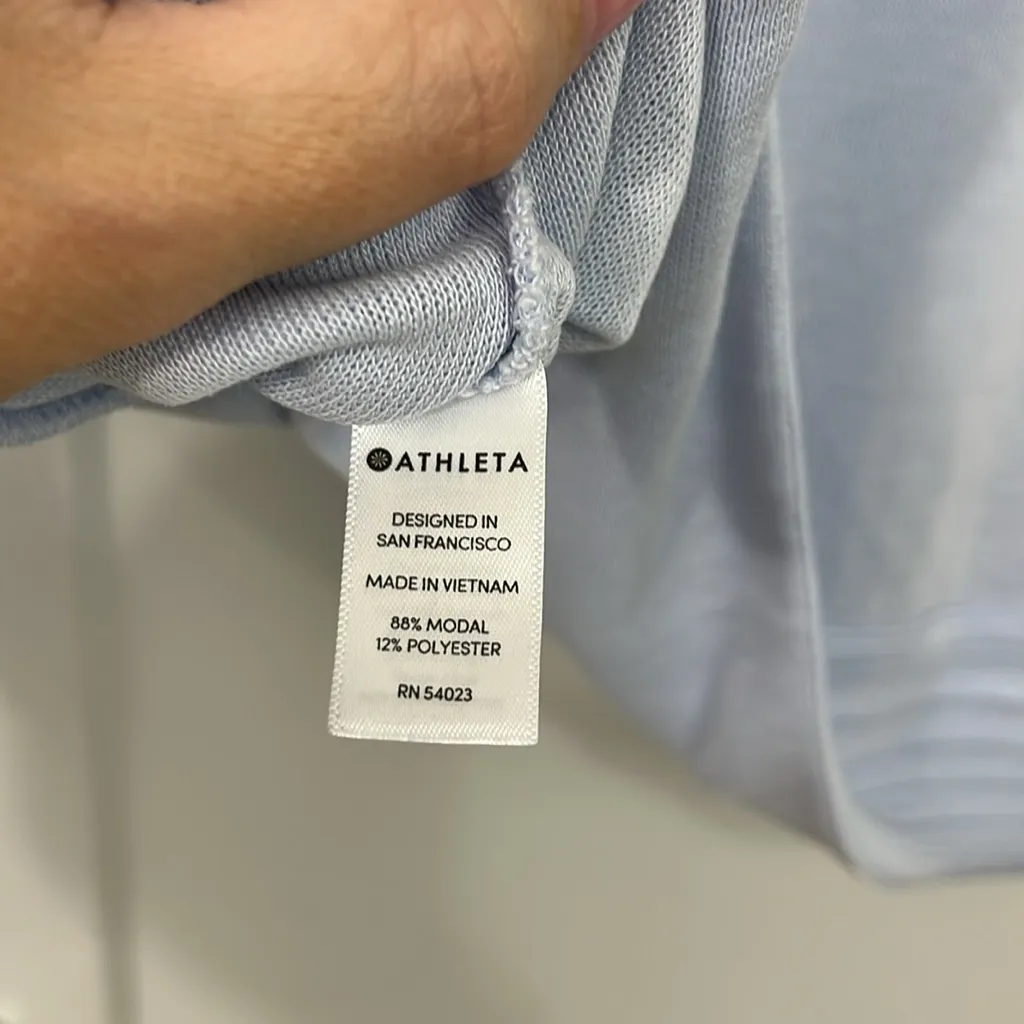 ATHLETA
DESIGNED IN
SAN FRANCISCO
MADE IN VIETNAM
88% MODAL
12% POLYESTER
RN 54023